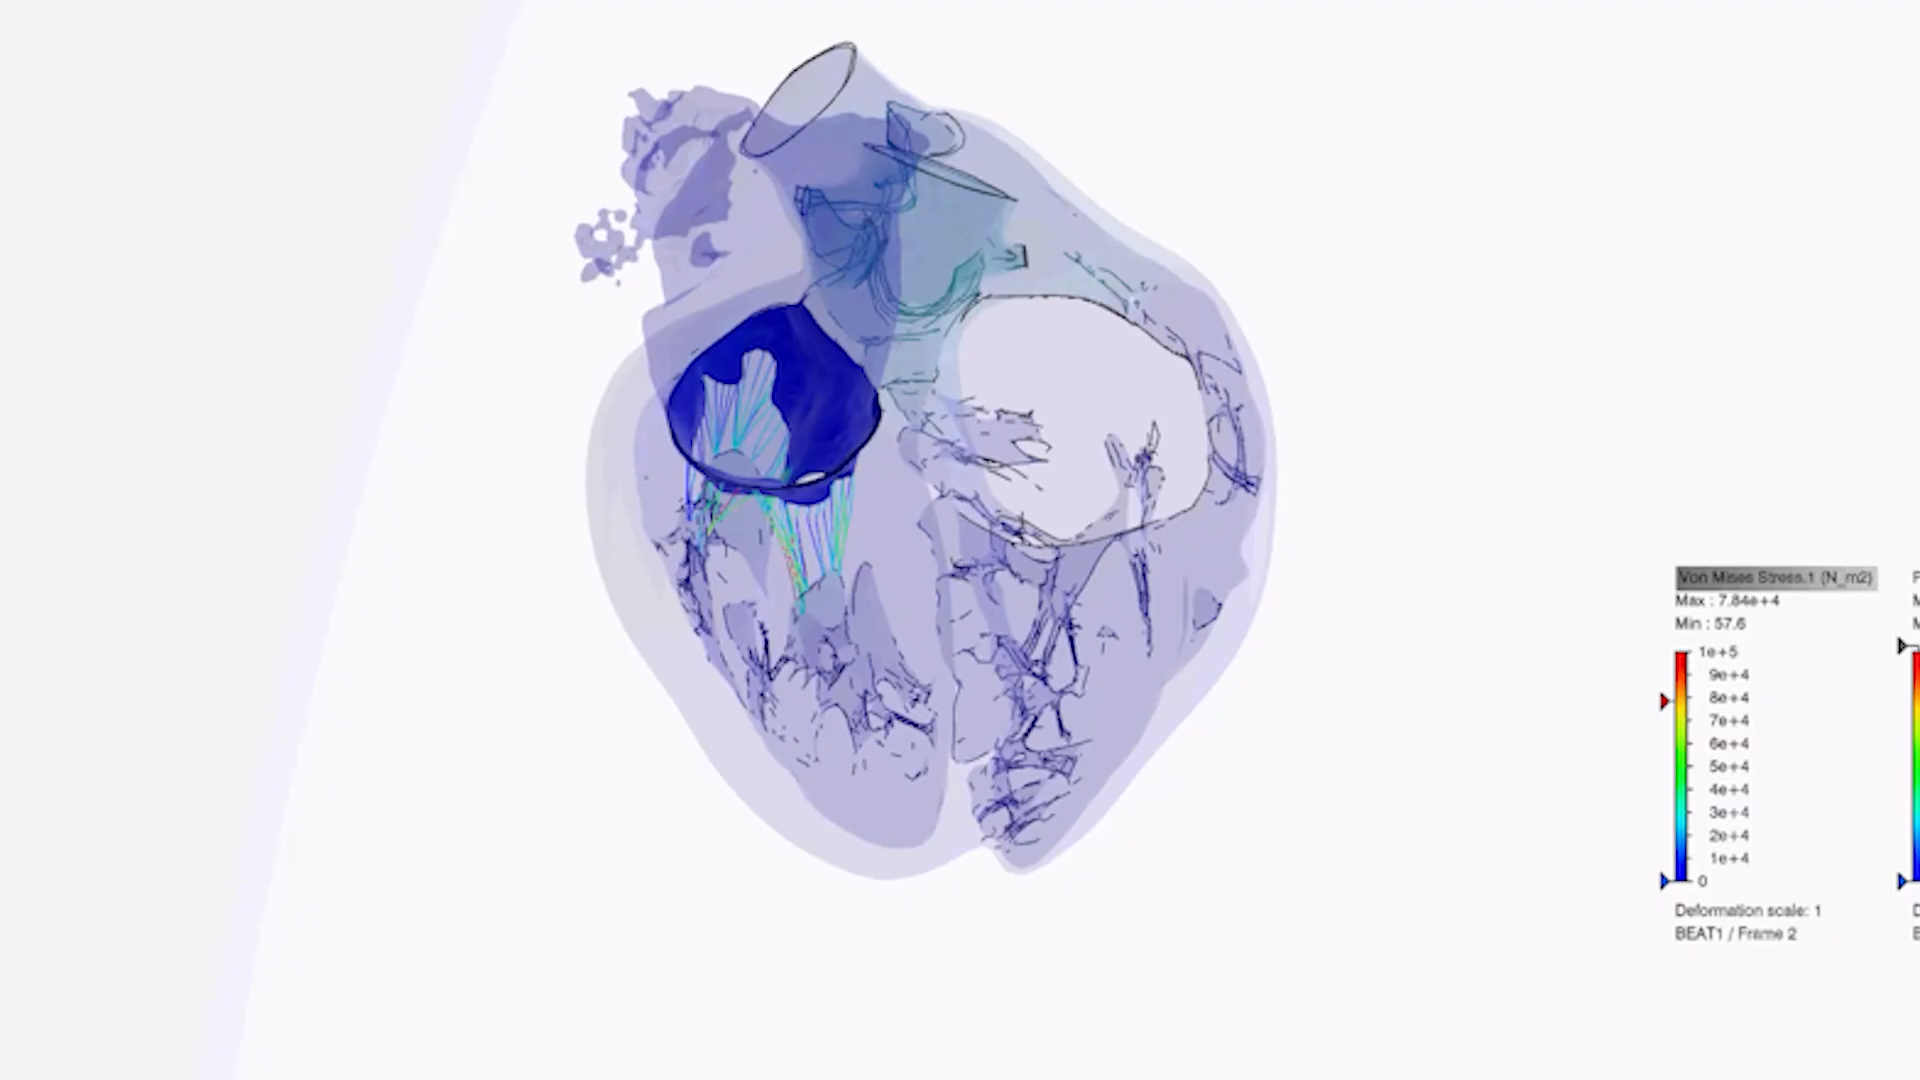 Von Mises Stress.1 (N_m2)
Max : 7.84e+4
Min : 57.6
1e+5
9e+4
8e+4
7e+4
6e+4
5e+4
4e+4
3e+4
2e+4
1e+4
0
Deformation scale: 1
BEAT1 / Frame 2